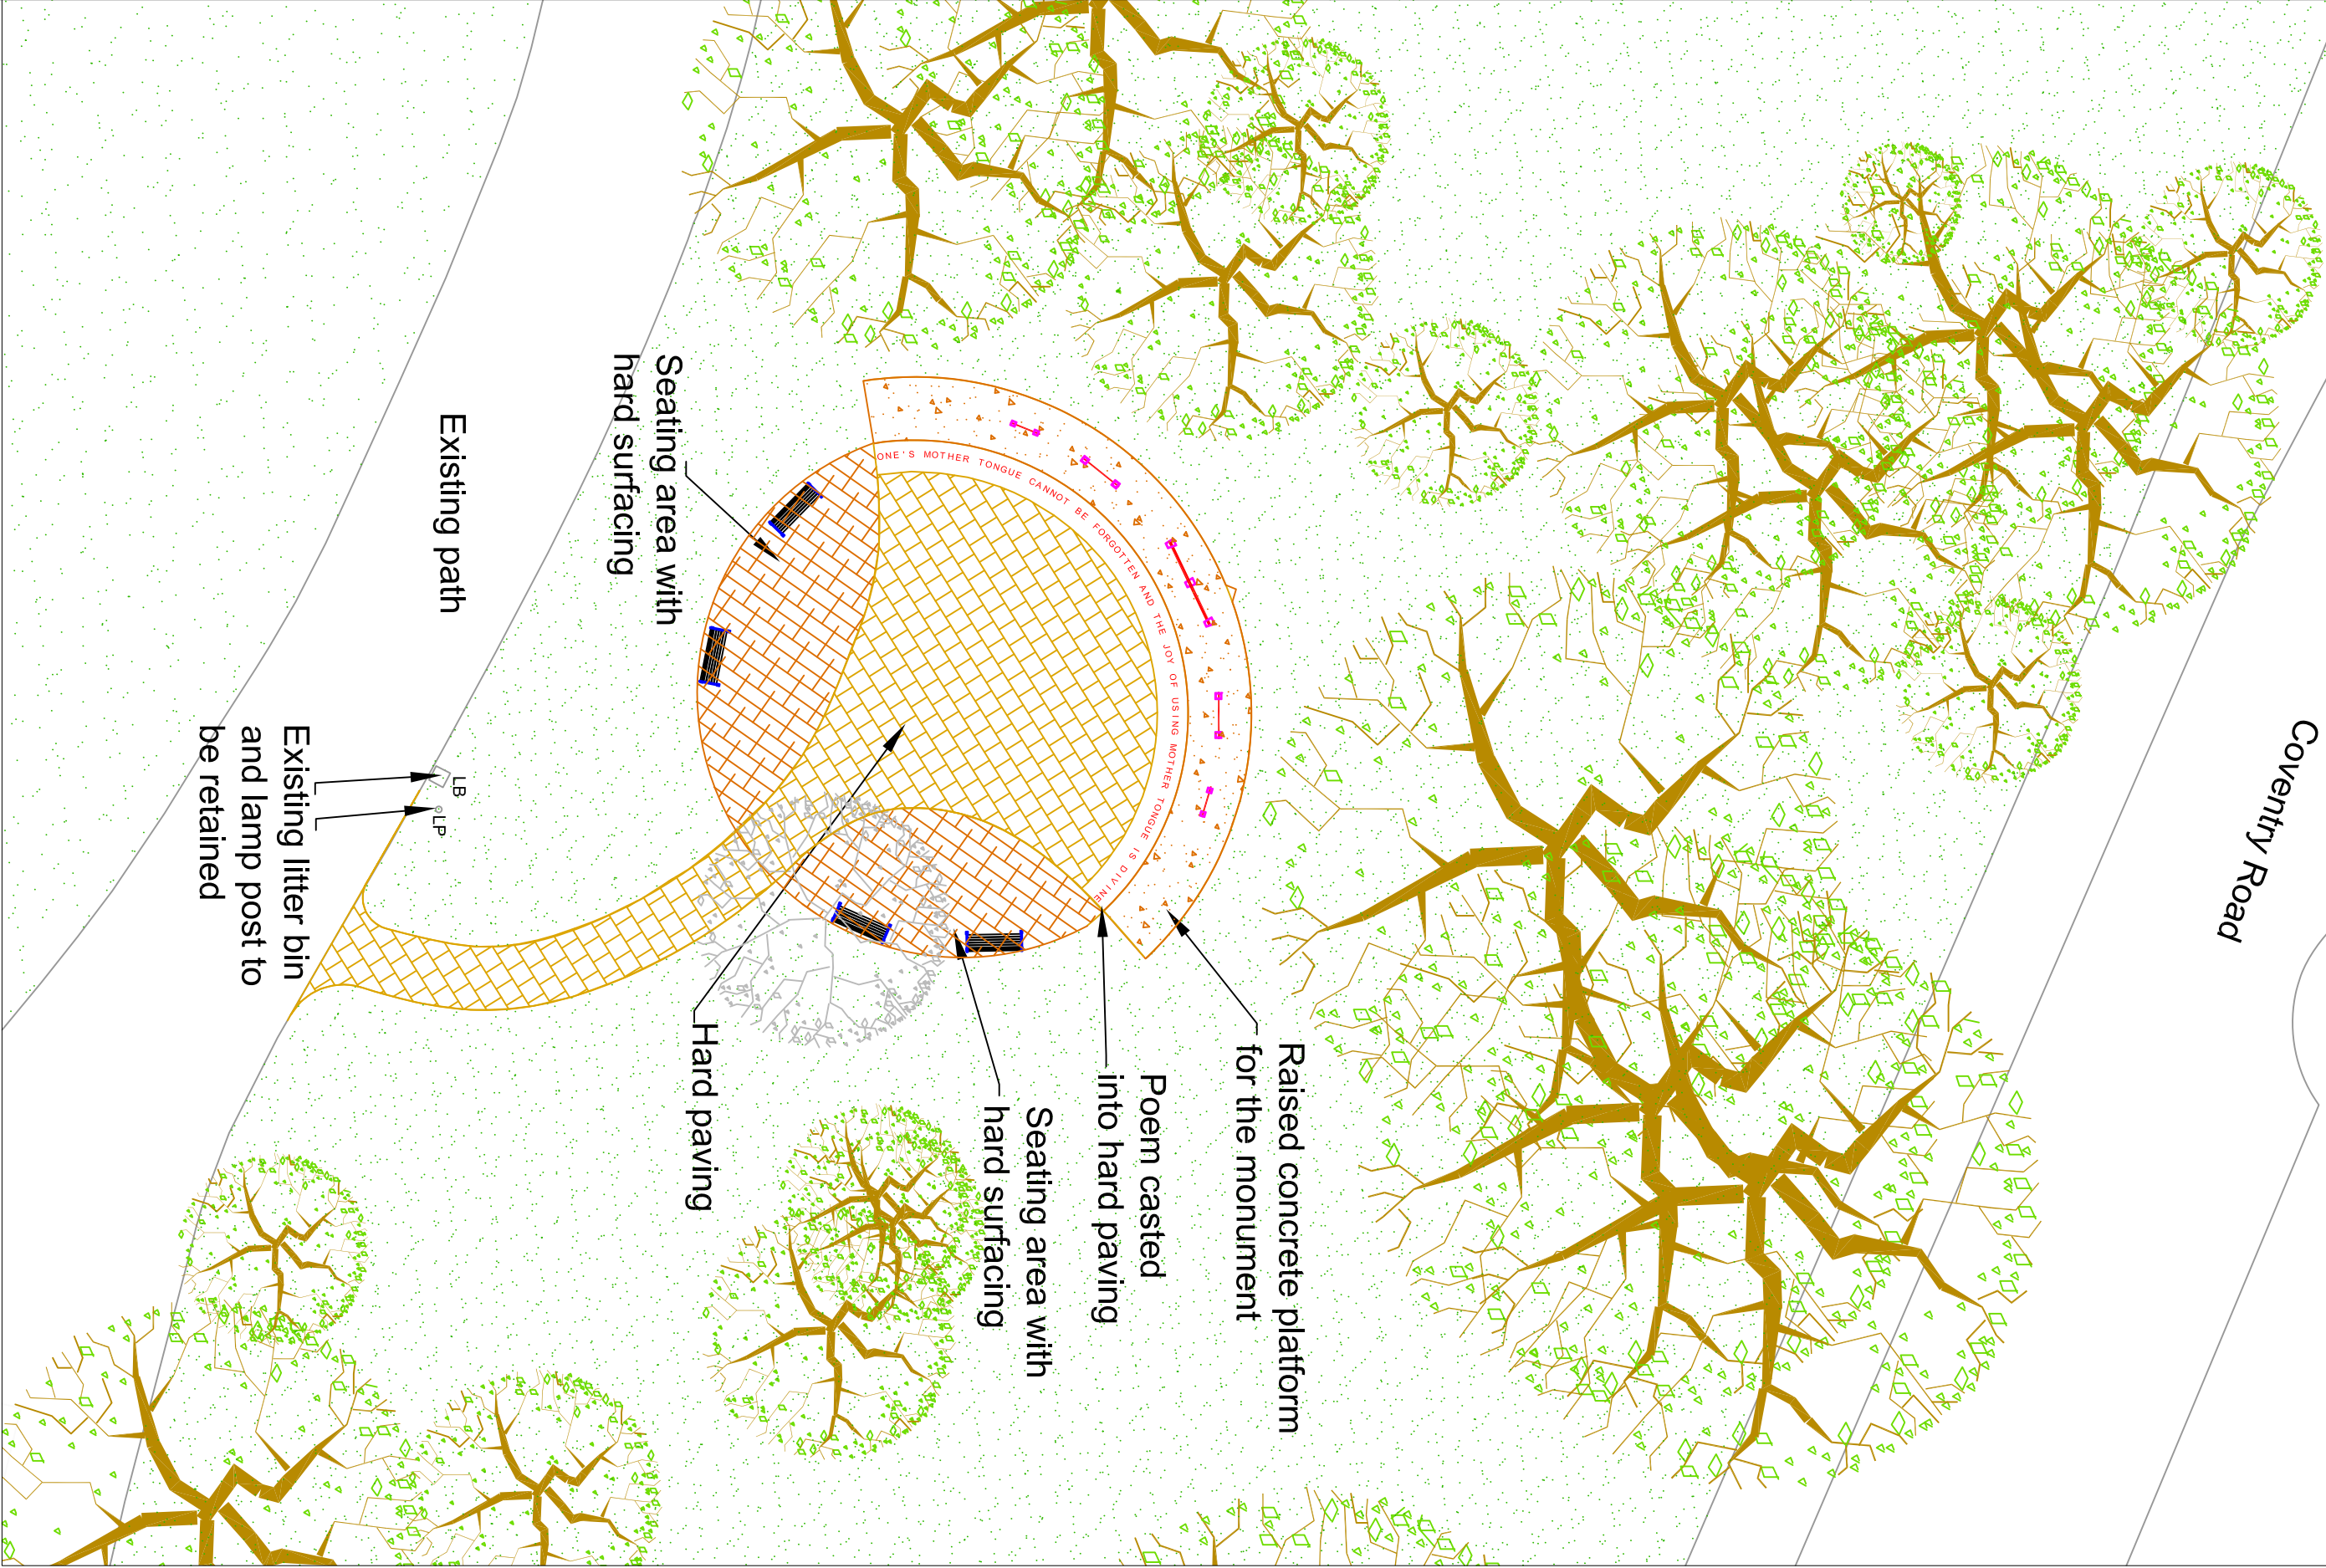 Coventry Road
Raised concrete platform
for the monument
Poem casted
into hard paving
Seating area with
hard surfacing
Hard paving
ONE'S MOTHER TONGUE CANNOT BE FORGOTTEN AND THE JOY OF USING MOTHER TONGUE IS DIVINE
Seating area with
hard surfacing
Existing path
LB
LP
Existing litter bin
and lamp post to
be retained